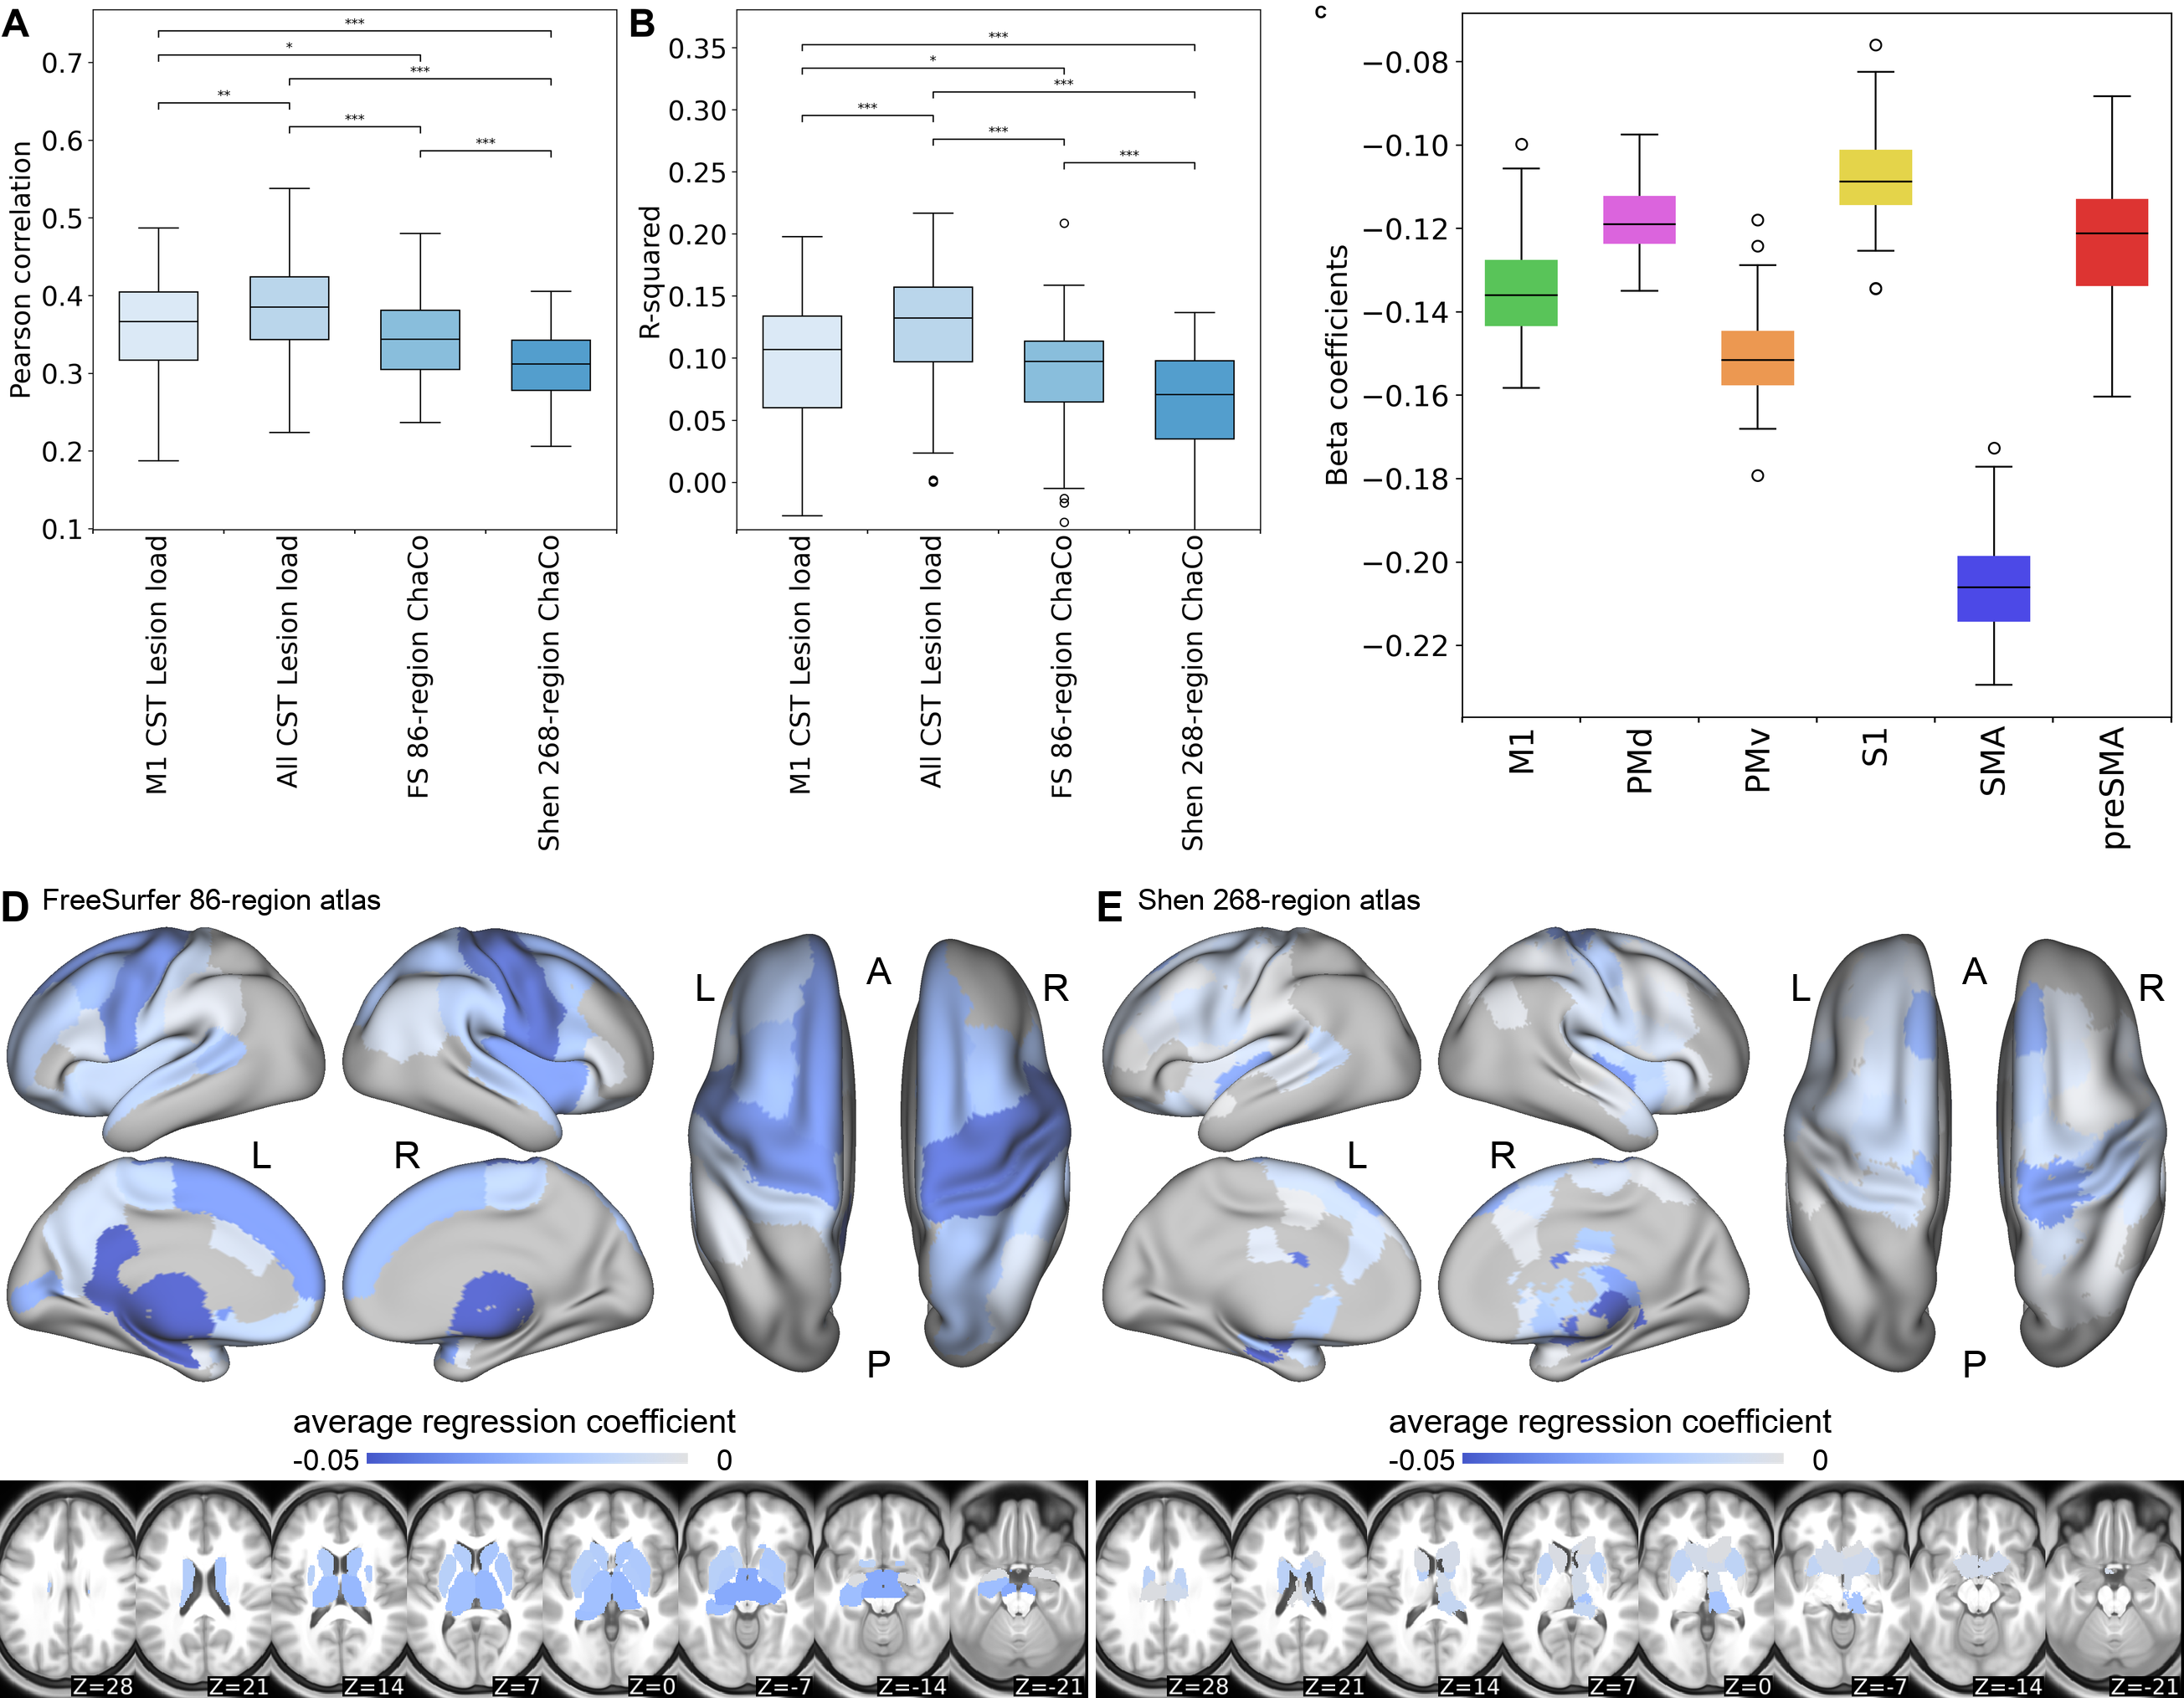 A
Pearson correlation
0.7
0.6
0.5
0.4
0.3
0.2
0.1
***
*
***
**
***
***
M1 CST Lesion load
All CST Lesion load
FS 86-region ChaCo
Shen 268-region ChaCo
B
R-squared
0.35
0.30
0.25
0.20
0.15
0.10
0.05
0.00
***
*
***
***
***
***
M1 CST Lesion load
All CST Lesion load
FS 86-region ChaCo
Shen 268-region ChaCo
C
Beta coefficients
−0.08
−0.10
−0.12
−0.14
−0.16
−0.18
−0.20
−0.22
M1
PMd
PMv
S1
SMA
preSMA
D FreeSurfer 86-region atlas
L A R
L R
P
average regression coefficient
-0.05 0
Z=28 Z=21 Z=14 Z=7 Z=0 Z=-7 Z=-14 Z=-21
E Shen 268-region atlas
L A R
L R
P
average regression coefficient
-0.05 0
Z=28 Z=21 Z=14 Z=7 Z=0 Z=-7 Z=-14 Z=-21